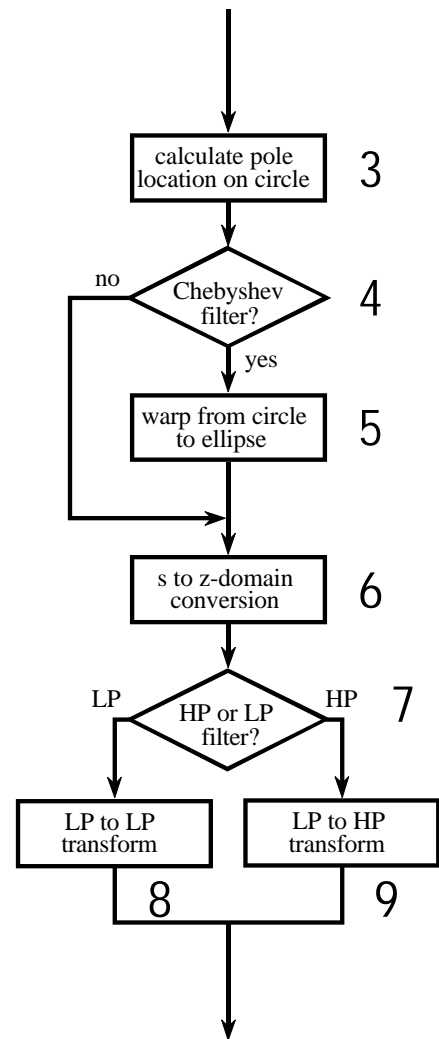 calculate pole
location on circle
3
Chebyshev
filter?
4
no
yes
warp from circle
to ellipse
5
s to z-domain
conversion
6
LP
HP
7
HP or LP
filter?
LP to LP
transform
LP to HP
transform
8
9